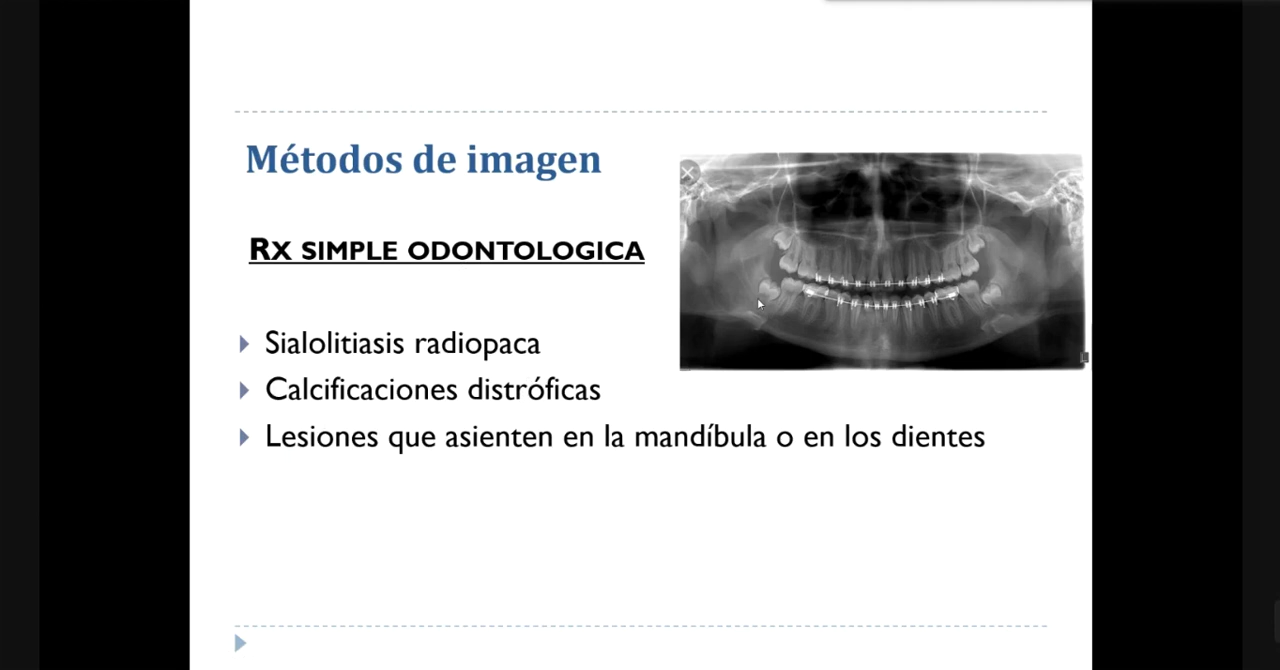 Métodos de imagen
RX SIMPLE ODONTOLOGICA
Sialolitiasis radiopaca
Calcificaciones distróficas
Lesiones que asienten en la mandíbula o en los dientes
L